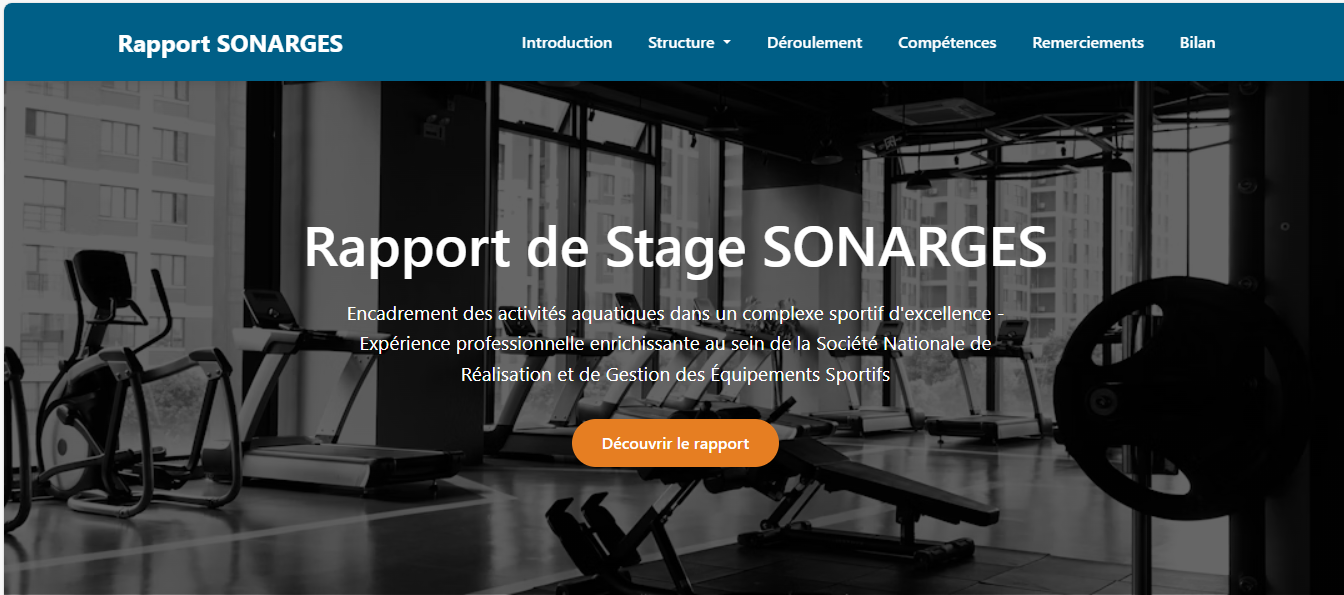 Rapport SONARGES
Introduction Structure Déroulement Compétences Remerciements Bilan
Rapport de Stage SONARGES
Encadrement des activités aquatiques dans un complexe sportif d'excellence -
Expérience professionnelle enrichissante au sein de la Société Nationale de
Réalisation et de Gestion des Équipements Sportifs
Découvrir le rapport